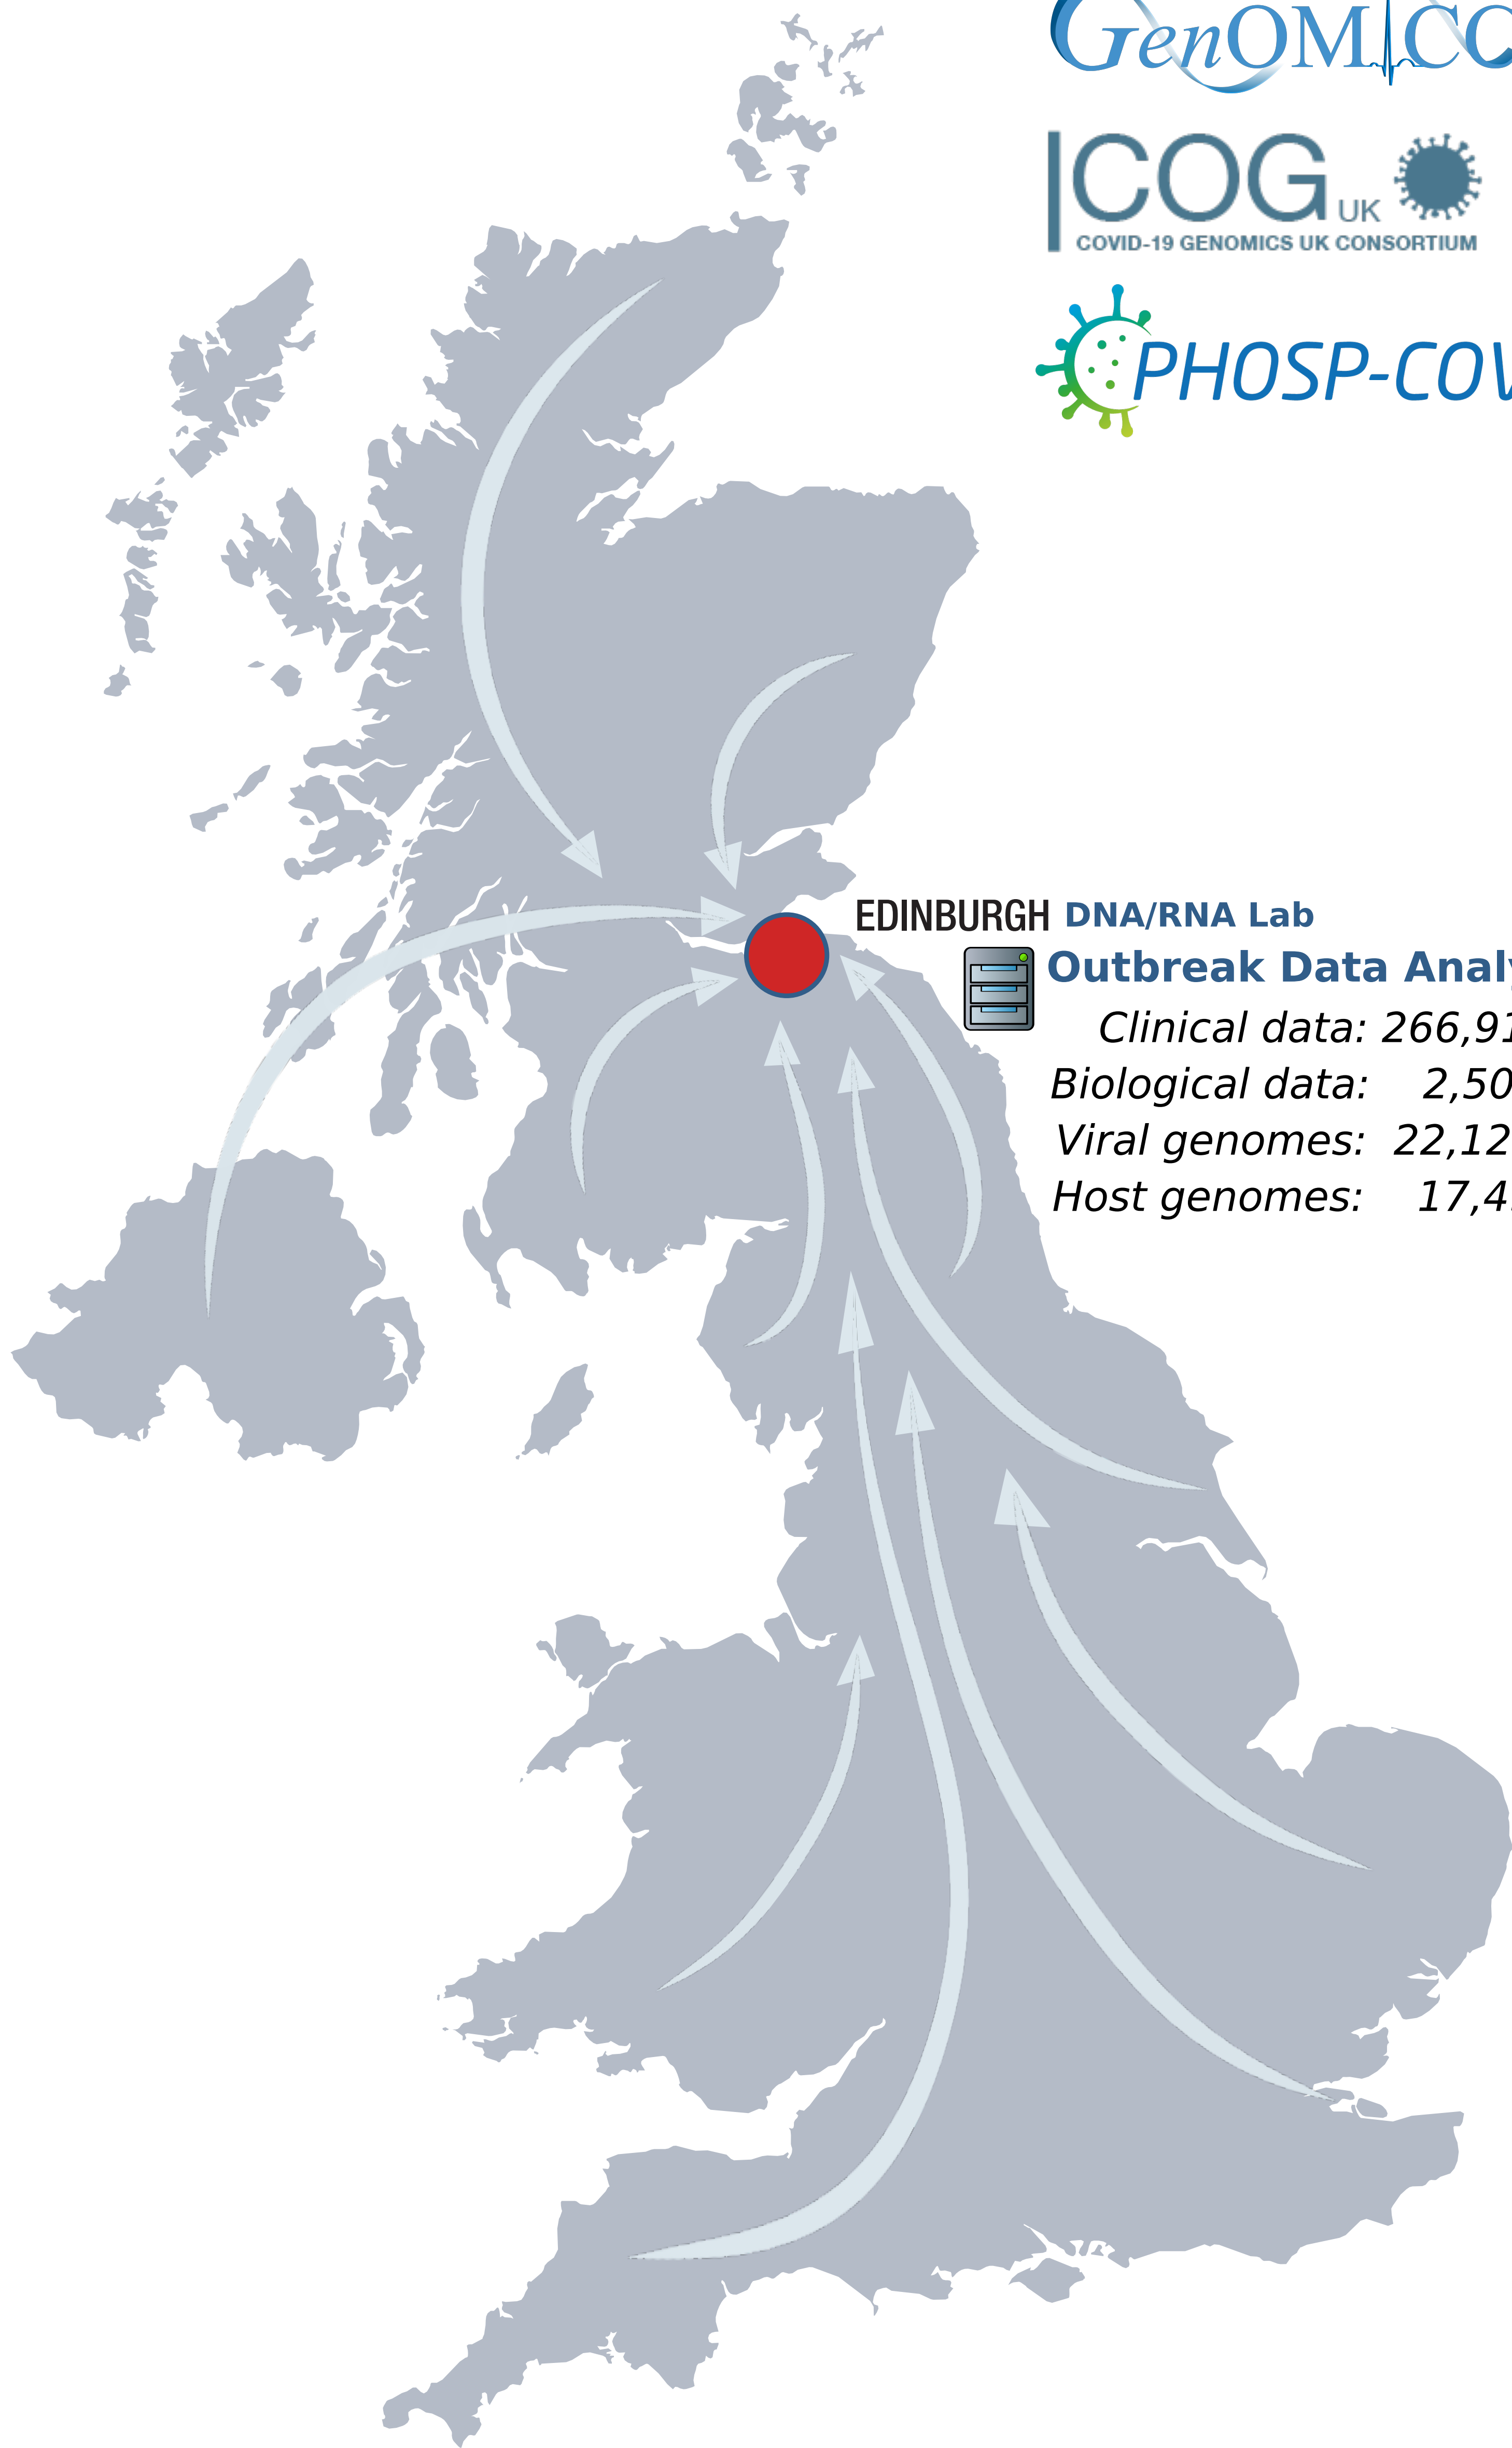 GenOMICC
COG UK
COVID-19 GENOMICS UK CONSORTIUM
PHOSP-COV
EDINBURGH DNA/RNA Lab
Outbreak Data Analy
Clinical data: 266,91
Biological data: 2,50
Viral genomes: 22,12
Host genomes: 17,4